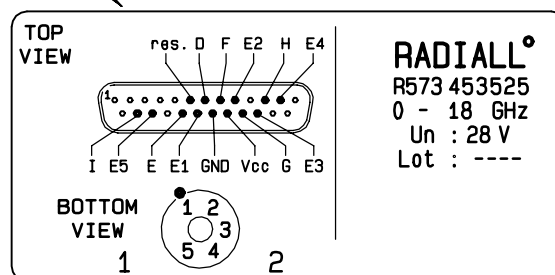 TOP
VIEW
res. D F E2 H E4
1
I E5 E E1 GND Vcc G E3
BOTTOM
VIEW
1 2
3
5 4
1 2
RADIALL°
R573 453525
0 - 18 GHz
Un : 28 V
Lot : ----